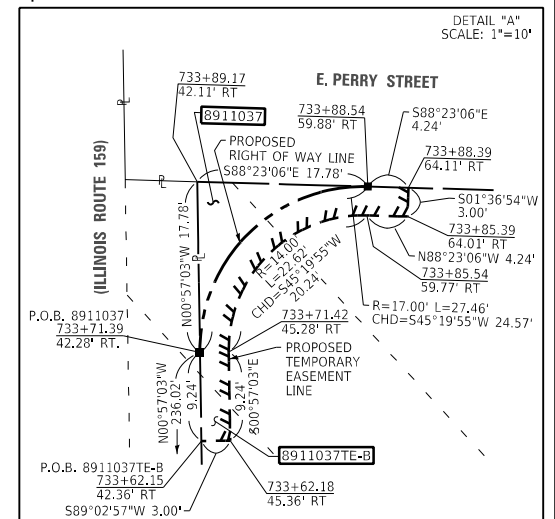 DETAIL "A"
SCALE: 1"=10'
E. PERRY STREET
733+89.17
42.11' RT
8911037
733+88.54
59.88' RT
S88°23'06"E
4.24'
PROPOSED
RIGHT OF WAY LINE
S88°23'06"E 17.78'
733+88.39
64.11' RT
(ILLINOIS ROUTE 159)
PL
PL
PL
S01°36'54"W
3.00'
733+85.39
64.01' RT
N88°23'06"W 4.24'
733+85.54
59.77' RT
N00°57'03"W 17.78'
R=14.00'
L=22.62'
CHD=S45°19'55"W
20.24'
R=17.00' L=27.46'
CHD=S45°19'55"W 24.57'
P.O.B. 8911037
733+71.39
42.28' RT.
733+71.42
45.28' RT
PROPOSED
TEMPORARY
EASEMENT
LINE
N00°57'03"W
236.02'
9.24'
9.24'
S00°57'03"E
8911037TE-B
P.O.B. 8911037TE-B
733+62.15
42.36' RT
733+62.18
45.36' RT
S89°02'57"W 3.00'